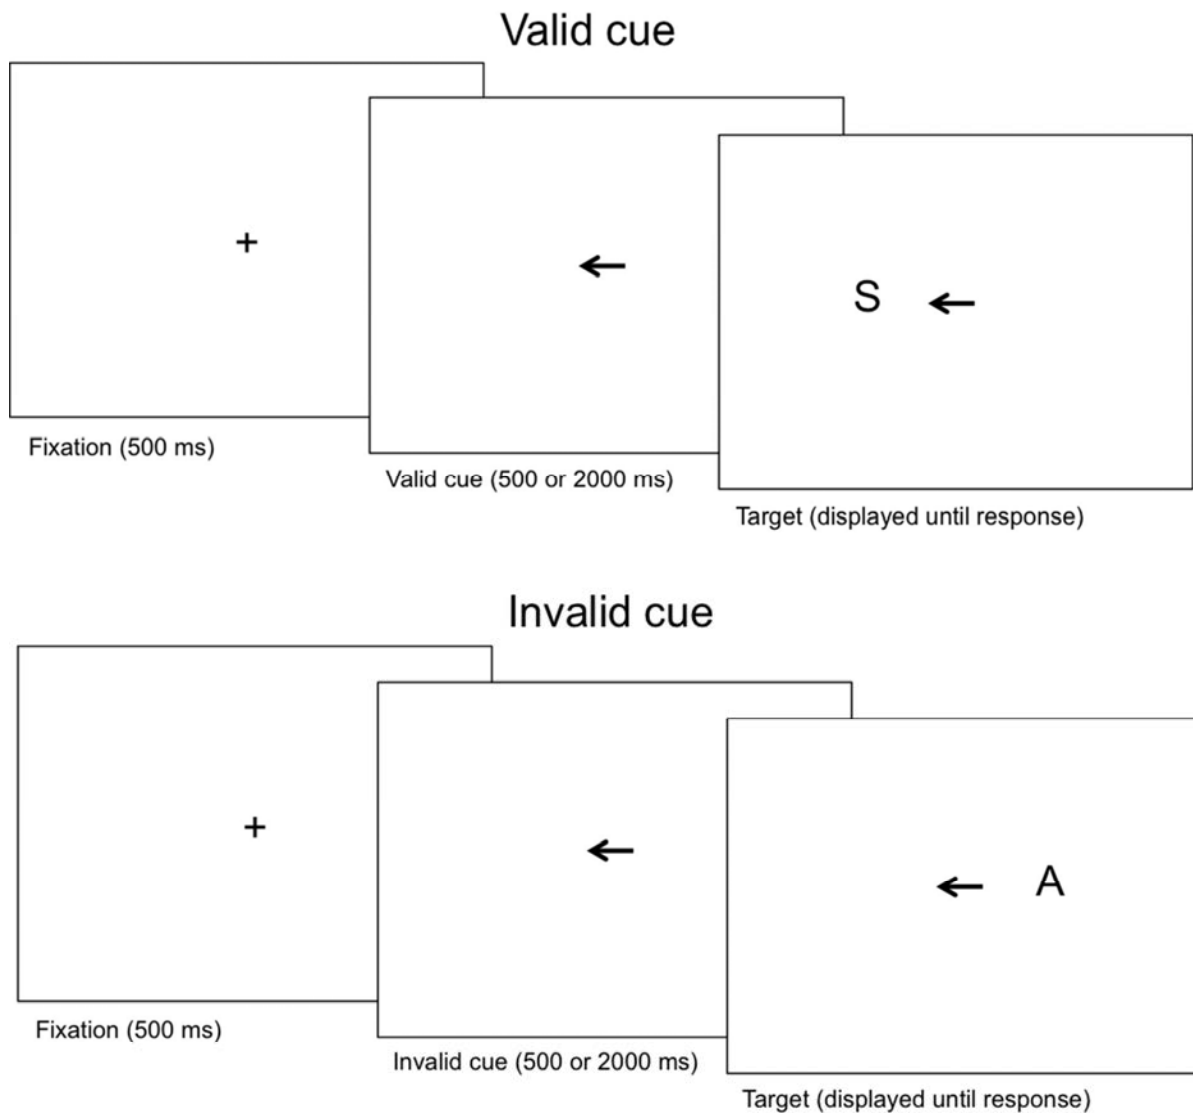 Valid cue
+
S
Fixation (500 ms)
Valid cue (500 or 2000 ms)
Target (displayed until response)
Invalid cue
+
A
Fixation (500 ms)
Invalid cue (500 or 2000 ms)
Target (displayed until response)